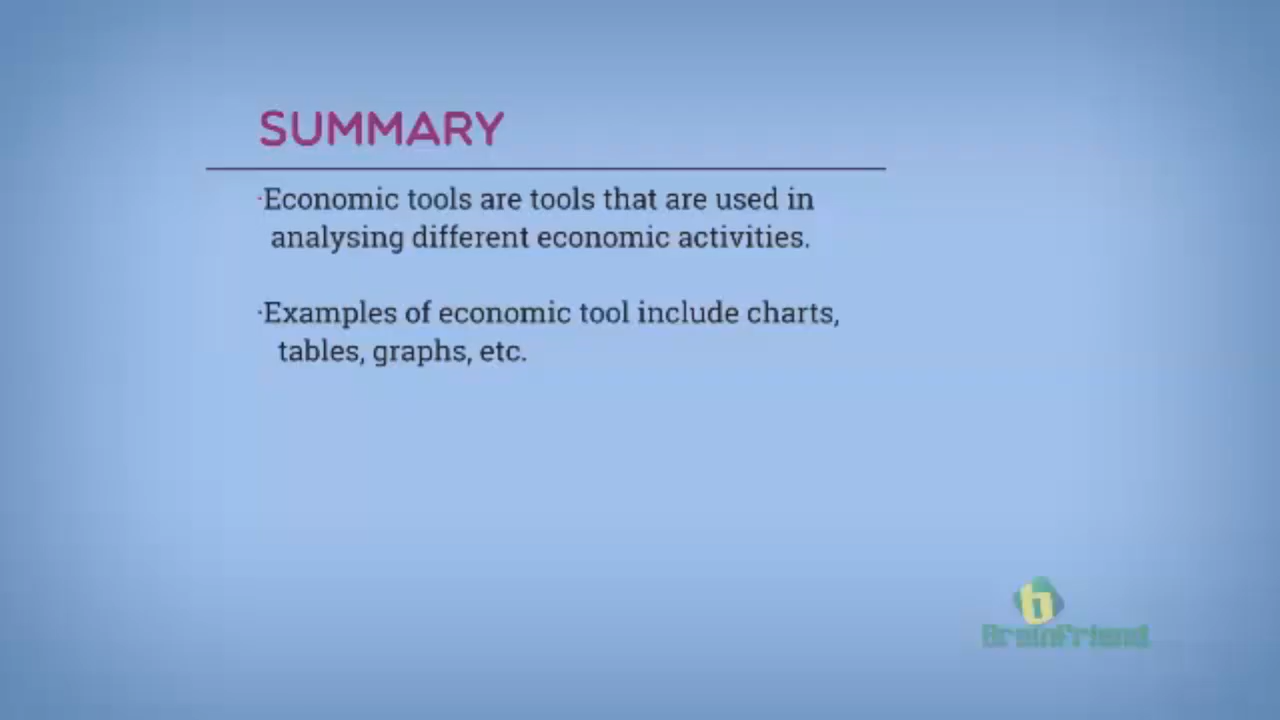 SUMMARY
·Economic tools are tools that are used in
analysing different economic activities.
·Examples of economic tool include charts,
tables, graphs, etc.
BrainFriend